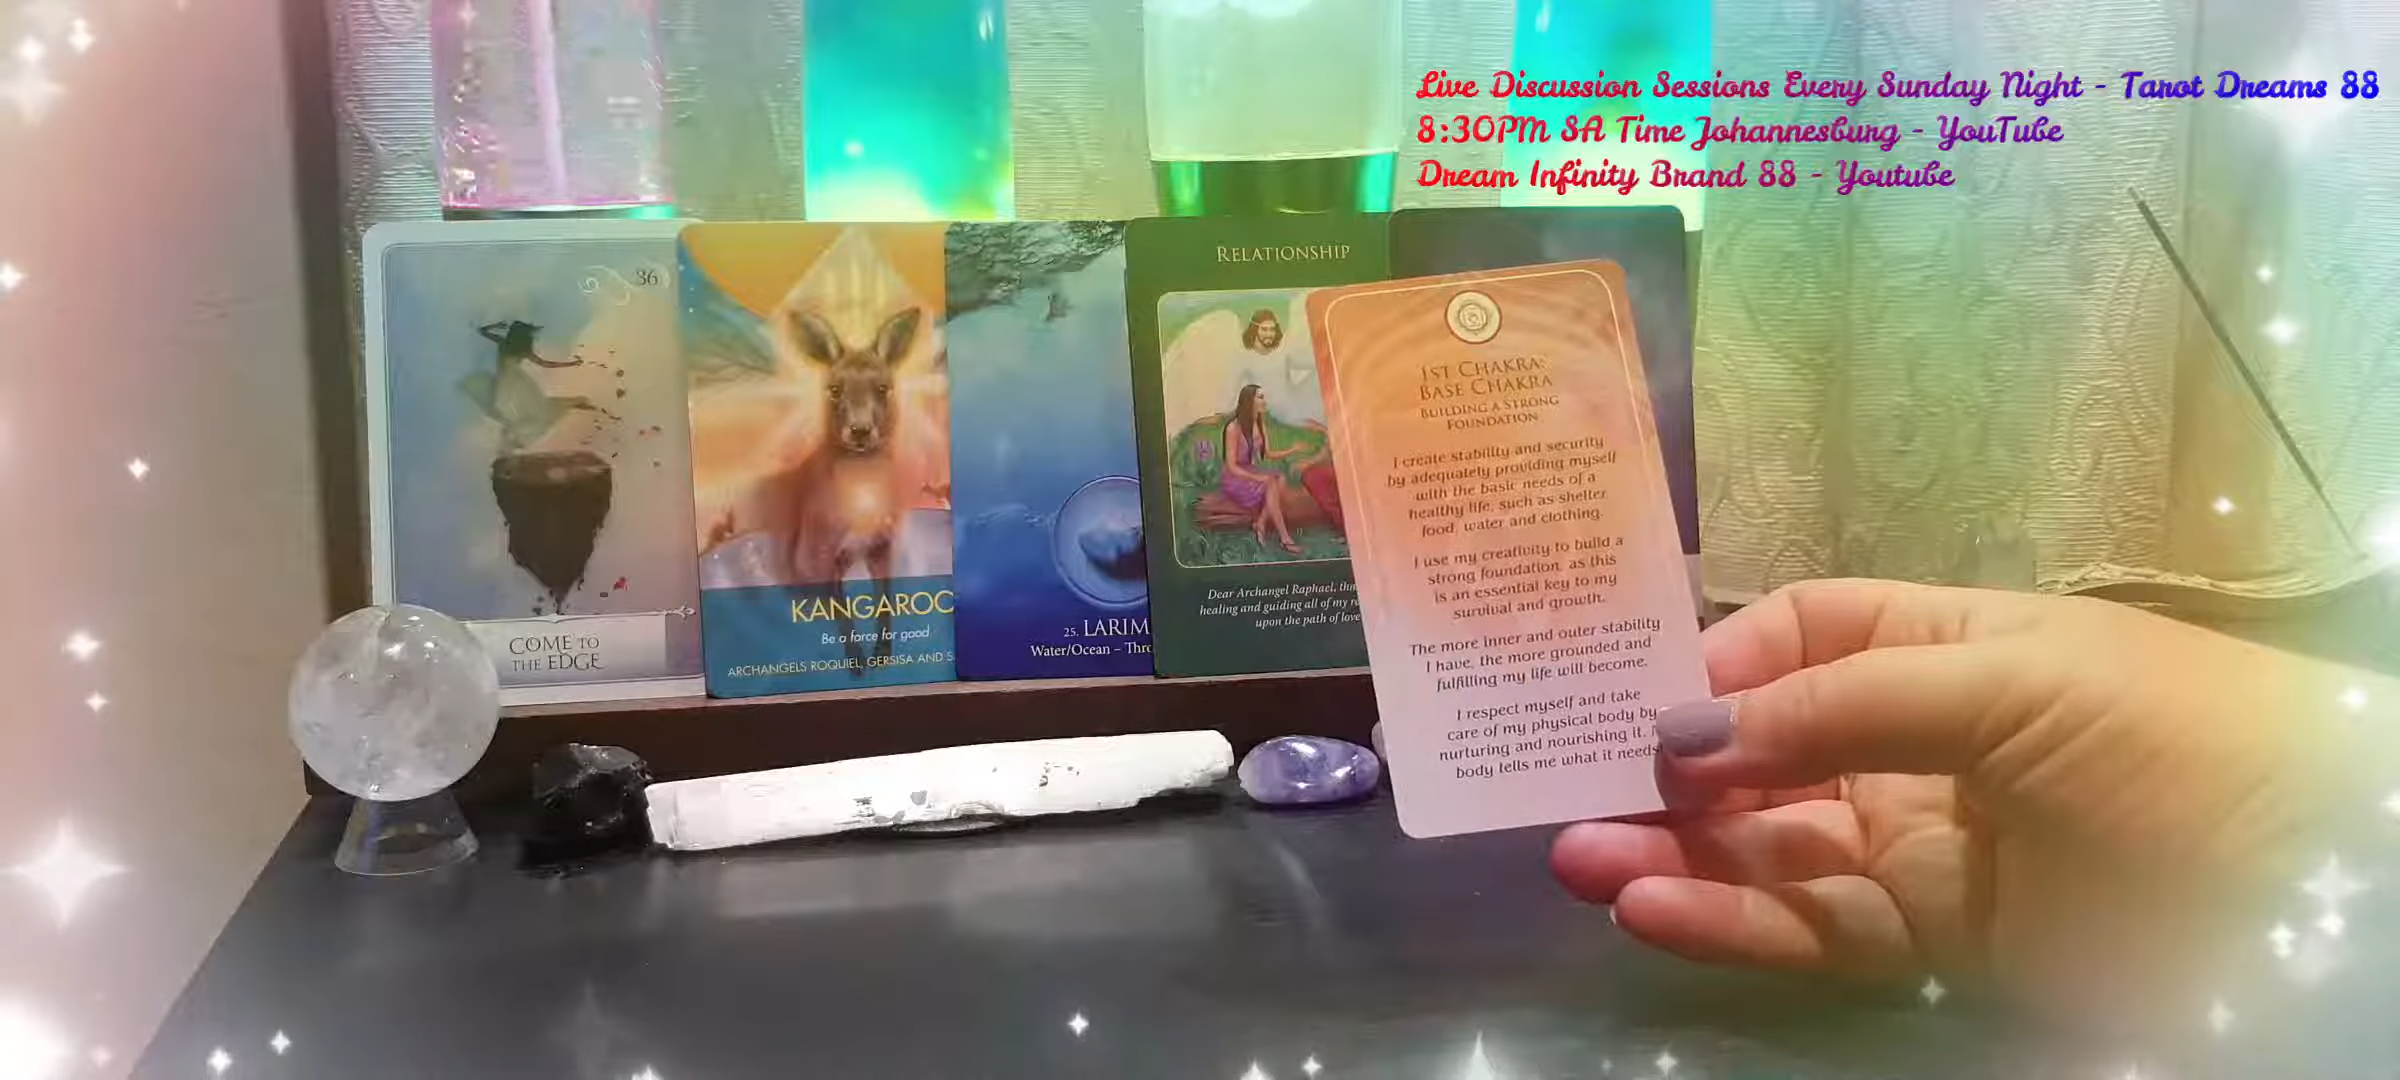 Live Discussion Sessions Every Sunday Night - Tarot Dreams 88
8:30PM SA Time Johannesburg - YouTube
Dream Infinity Brand 88 - Youtube
36
COME TO
THE EDGE
KANGAROO
Be a force for good
ARCHANGELS ROQUIEL, GERSISA AND S
25. LARIM
Water/Ocean – Thro
RELATIONSHIP
Dear Archangel Raphael,
healing and guiding all of my
upon the path of love
1ST CHAKRA:
BASE CHAKRA
BUILDING A STRONG
FOUNDATION
I create stability and security
by adequately providing myself
with the basic needs of a
healthy life, such as shelter,
food, water and clothing.
I use my creativity to build a
strong foundation, as this
is an essential key to my
survival and growth.
The more inner and outer stability
I have, the more grounded and
fulfilling my life will become.
I respect myself and take
care of my physical body by
nurturing and nourishing it.
body tells me what it needs